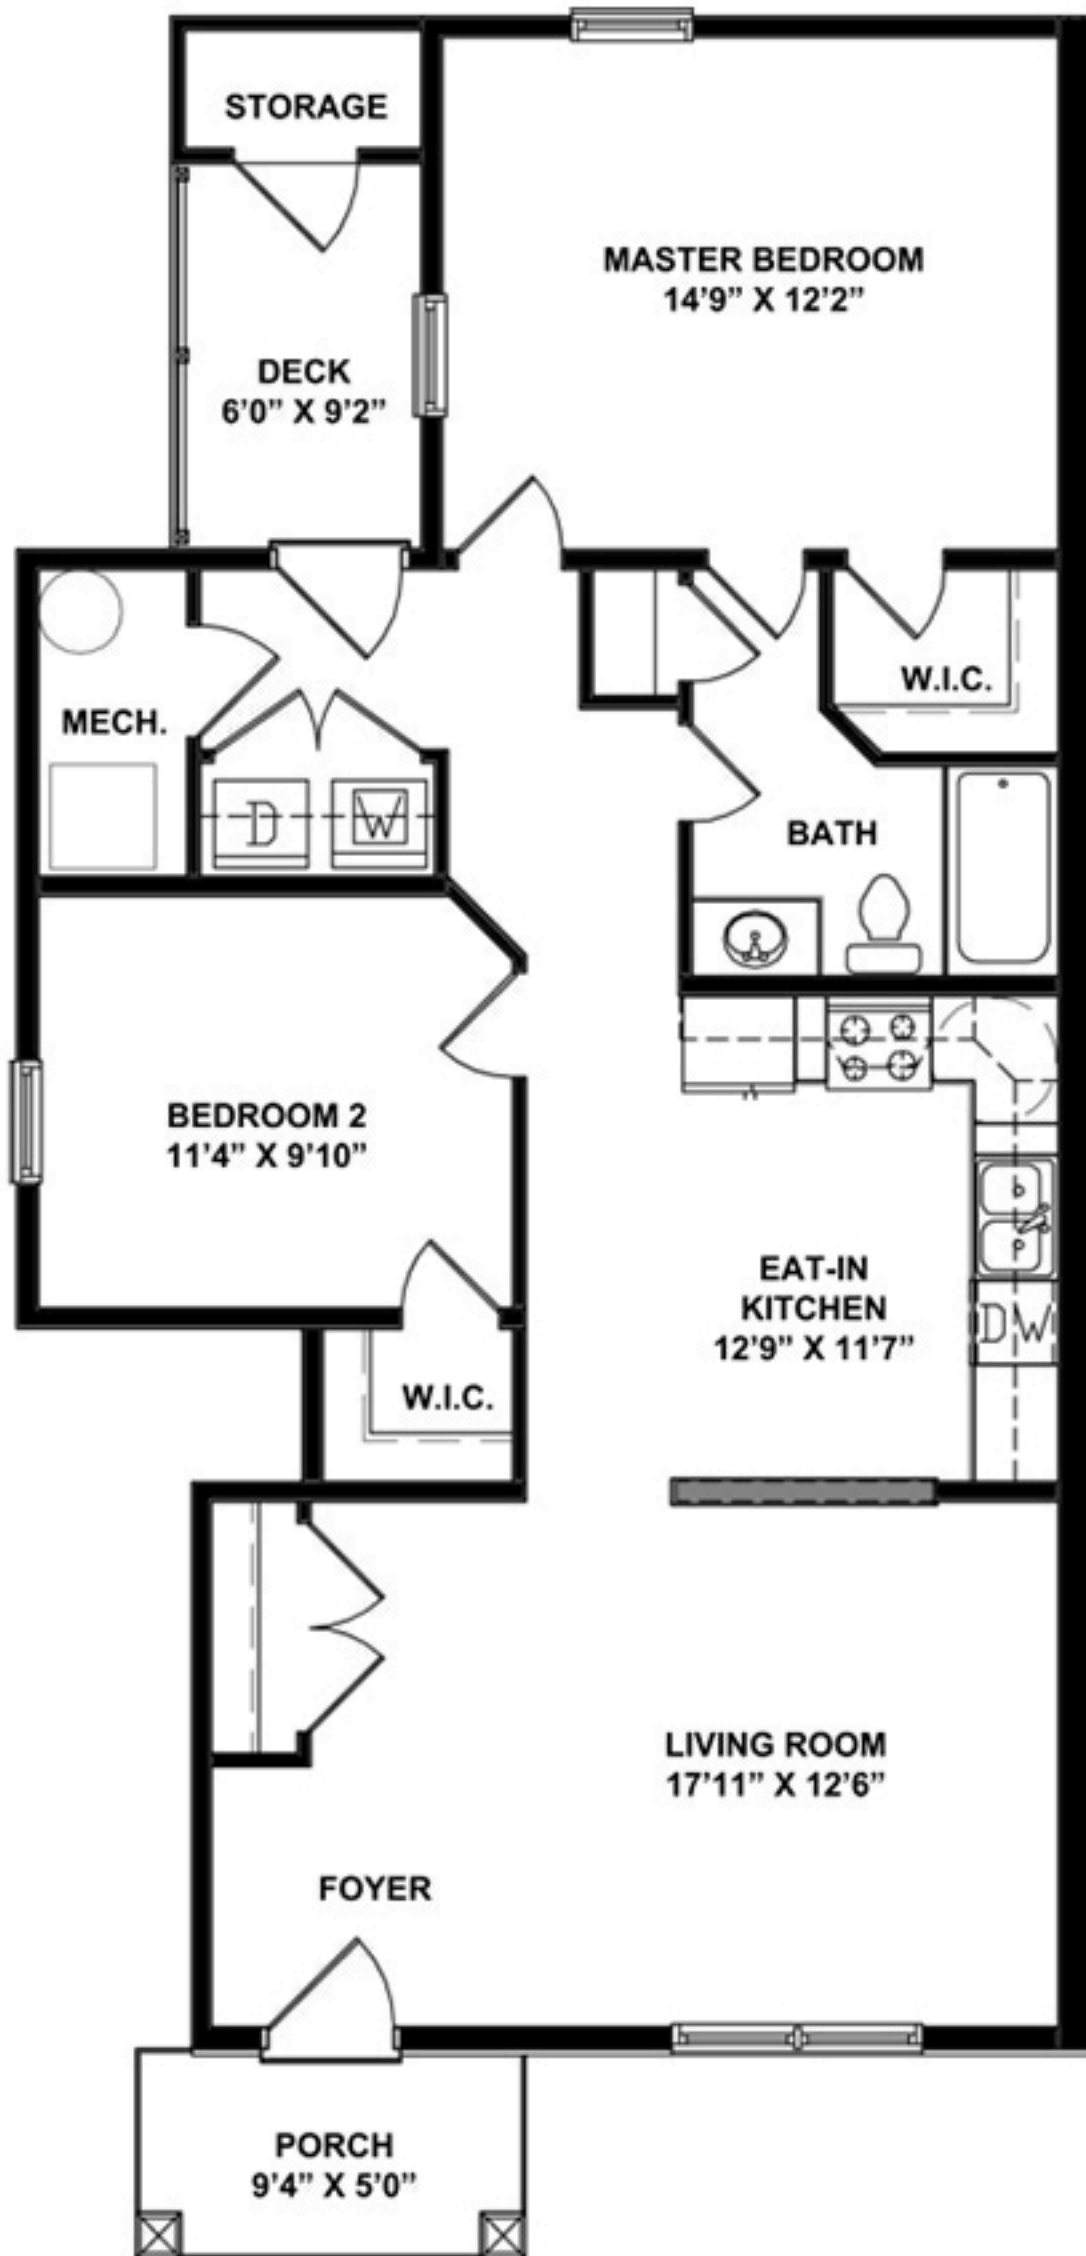 STORAGE
MASTER BEDROOM
14’9” X 12’2”
DECK
6’0” X 9’2”
W.I.C.
MECH.
D
W
BATH
BEDROOM 2
11’4” X 9’10”
EAT-IN
KITCHEN
12’9” X 11’7”
DW
W.I.C.
LIVING ROOM
17’11” X 12’6”
FOYER
PORCH
9’4” X 5’0”